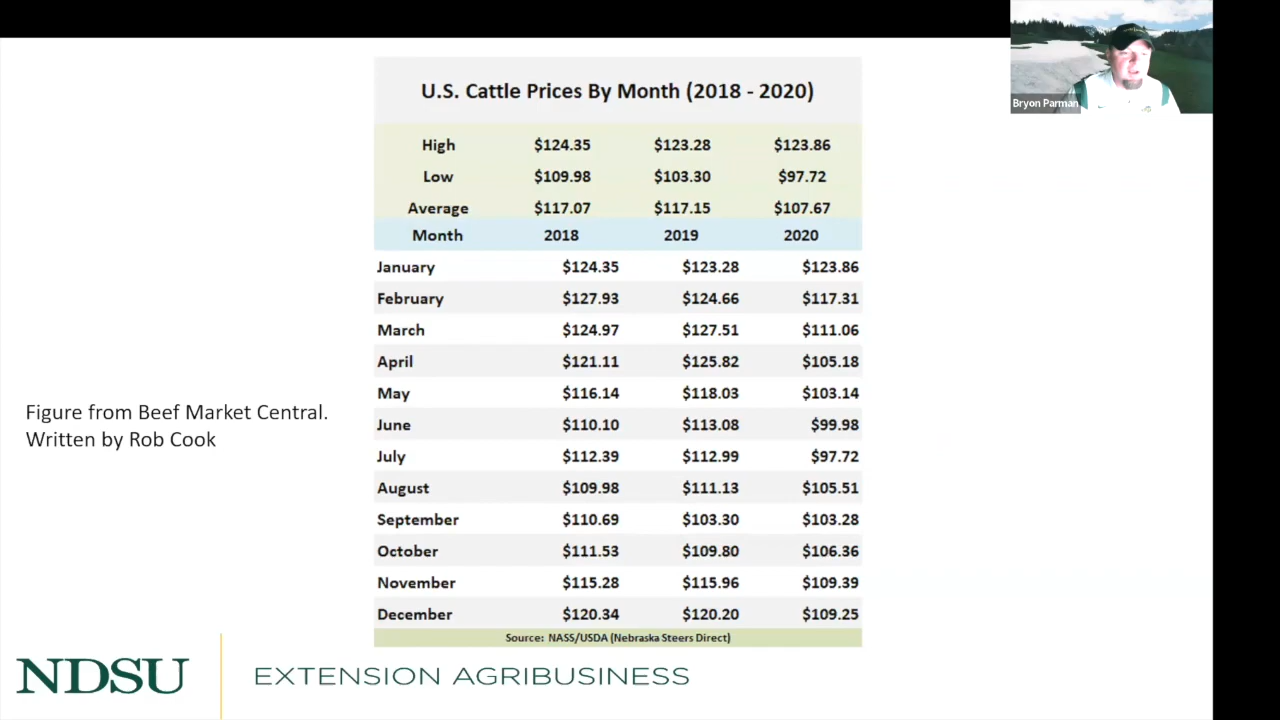 Bryon Parman
U.S. Cattle Prices By Month (2018 - 2020)
High $124.35 $123.28 $123.86
Low $109.98 $103.30 $97.72
Average $117.07 $117.15 $107.67
Month 2018 2019 2020
January $124.35 $123.28 $123.86
February $127.93 $124.66 $117.31
March $124.97 $127.51 $111.06
April $121.11 $125.82 $105.18
May $116.14 $118.03 $103.14
June $110.10 $113.08 $99.98
July $112.39 $112.99 $97.72
August $109.98 $111.13 $105.51
September $110.69 $103.30 $103.28
October $111.53 $109.80 $106.36
November $115.28 $115.96 $109.39
December $120.34 $120.20 $109.25
Source: NASS/USDA (Nebraska Steers Direct)
Figure from Beef Market Central.
Written by Rob Cook
NDSU
EXTENSION AGRIBUSINESS